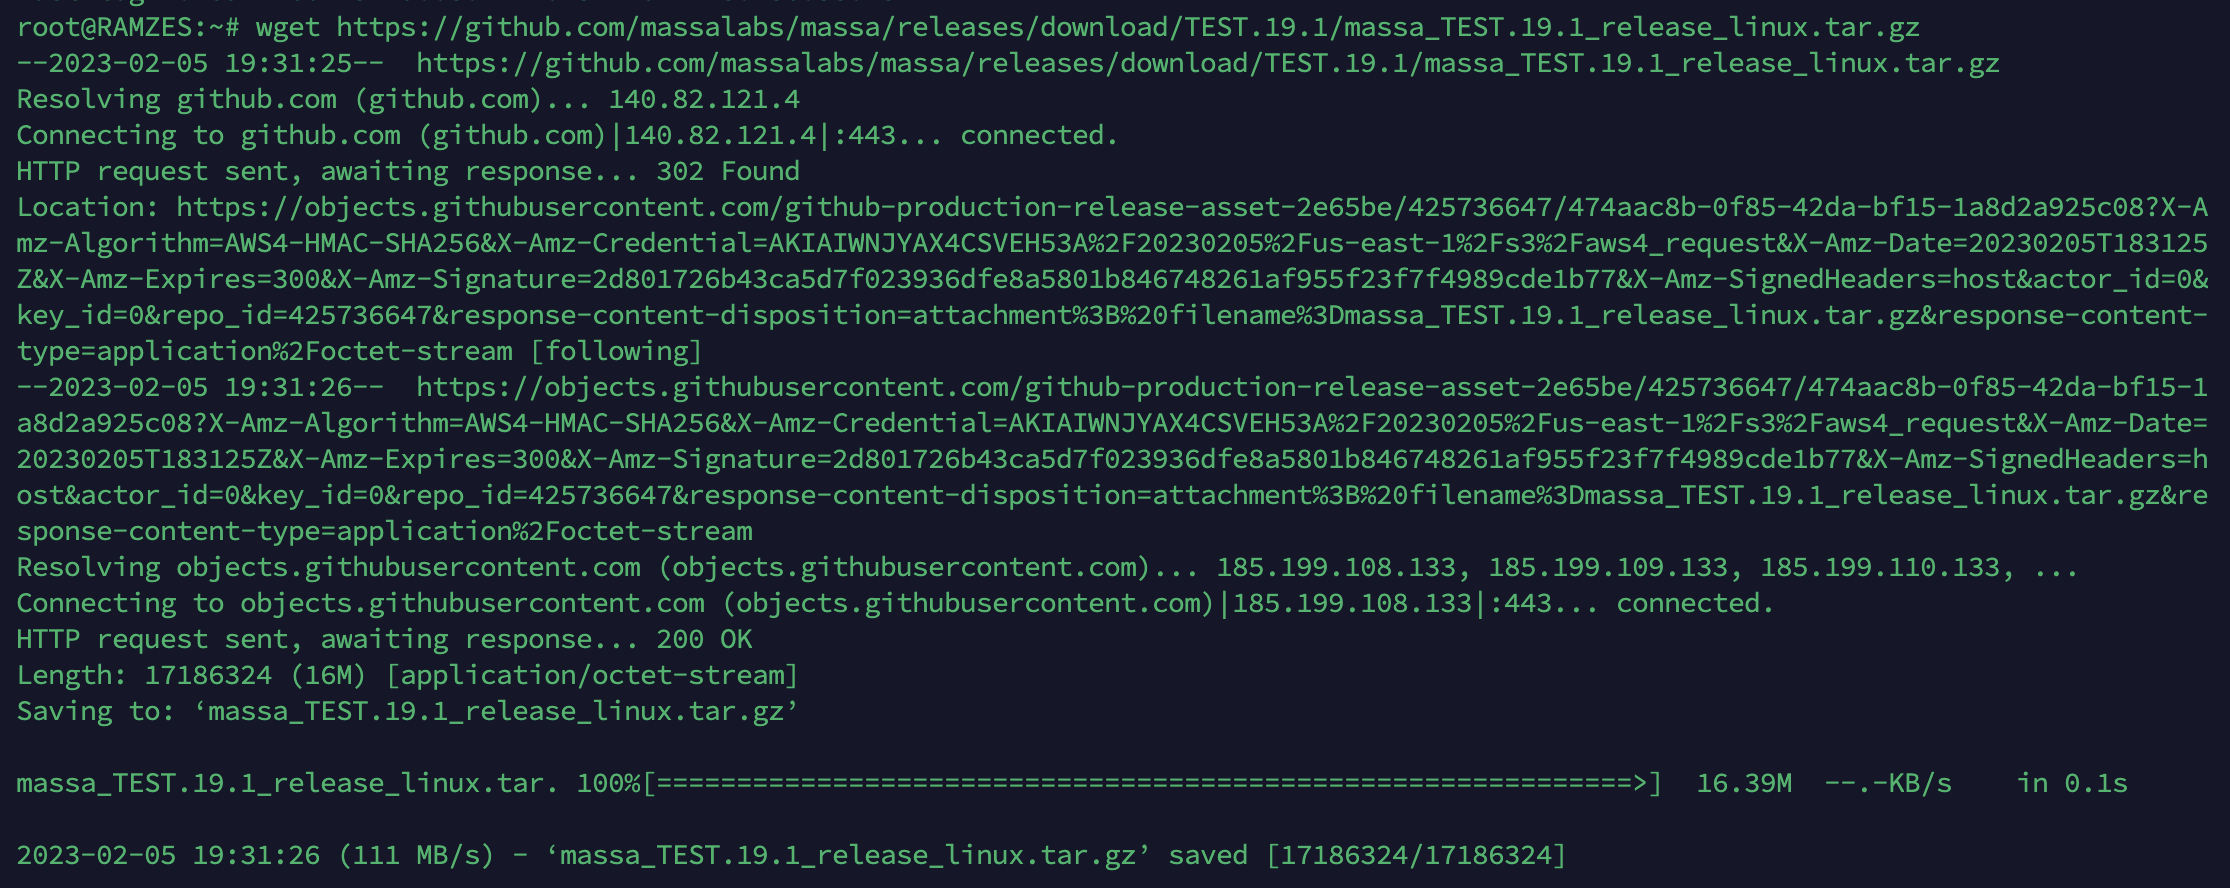 root@RAMZES:~# wget https://github.com/massalabs/massa/releases/download/TEST.19.1/massa_TEST.19.1_release_linux.tar.gz
--2023-02-05 19:31:25--  https://github.com/massalabs/massa/releases/download/TEST.19.1/massa_TEST.19.1_release_linux.tar.gz
Resolving github.com (github.com)... 140.82.121.4
Connecting to github.com (github.com)|140.82.121.4|:443... connected.
HTTP request sent, awaiting response... 302 Found
Location: https://objects.githubusercontent.com/github-production-release-asset-2e65be/425736647/474aac8b-0f85-42da-bf15-1a8d2a925c08?X-A
mz-Algorithm=AWS4-HMAC-SHA256&X-Amz-Credential=AKIAIWNJYAX4CSVEH53A%2F20230205%2Fus-east-1%2Fs3%2Faws4_request&X-Amz-Date=20230205T183125
Z&X-Amz-Expires=300&X-Amz-Signature=2d801726b43ca5d7f023936dfe8a5801b846748261af955f23f7f4989cde1b77&X-Amz-SignedHeaders=host&actor_id=0&
key_id=0&repo_id=425736647&response-content-disposition=attachment%3B%20filename%3Dmassa_TEST.19.1_release_linux.tar.gz&response-content-
type=application%2Foctet-stream [following]
--2023-02-05 19:31:26--  https://objects.githubusercontent.com/github-production-release-asset-2e65be/425736647/474aac8b-0f85-42da-bf15-1
a8d2a925c08?X-Amz-Algorithm=AWS4-HMAC-SHA256&X-Amz-Credential=AKIAIWNJYAX4CSVEH53A%2F20230205%2Fus-east-1%2Fs3%2Faws4_request&X-Amz-Date=
20230205T183125Z&X-Amz-Expires=300&X-Amz-Signature=2d801726b43ca5d7f023936dfe8a5801b846748261af955f23f7f4989cde1b77&X-Amz-SignedHeaders=h
ost&actor_id=0&key_id=0&repo_id=425736647&response-content-disposition=attachment%3B%20filename%3Dmassa_TEST.19.1_release_linux.tar.gz&re
sponse-content-type=application%2Foctet-stream
Resolving objects.githubusercontent.com (objects.githubusercontent.com)... 185.199.108.133, 185.199.109.133, 185.199.110.133, ...
Connecting to objects.githubusercontent.com (objects.githubusercontent.com)|185.199.108.133|:443... connected.
HTTP request sent, awaiting response... 200 OK
Length: 17186324 (16M) [application/octet-stream]
Saving to: ‘massa_TEST.19.1_release_linux.tar.gz’
massa_TEST.19.1_release_linux.tar. 100%[=============================================================>]  16.39M  --.-KB/s    in 0.1s
2023-02-05 19:31:26 (111 MB/s) - ‘massa_TEST.19.1_release_linux.tar.gz’ saved [17186324/17186324]